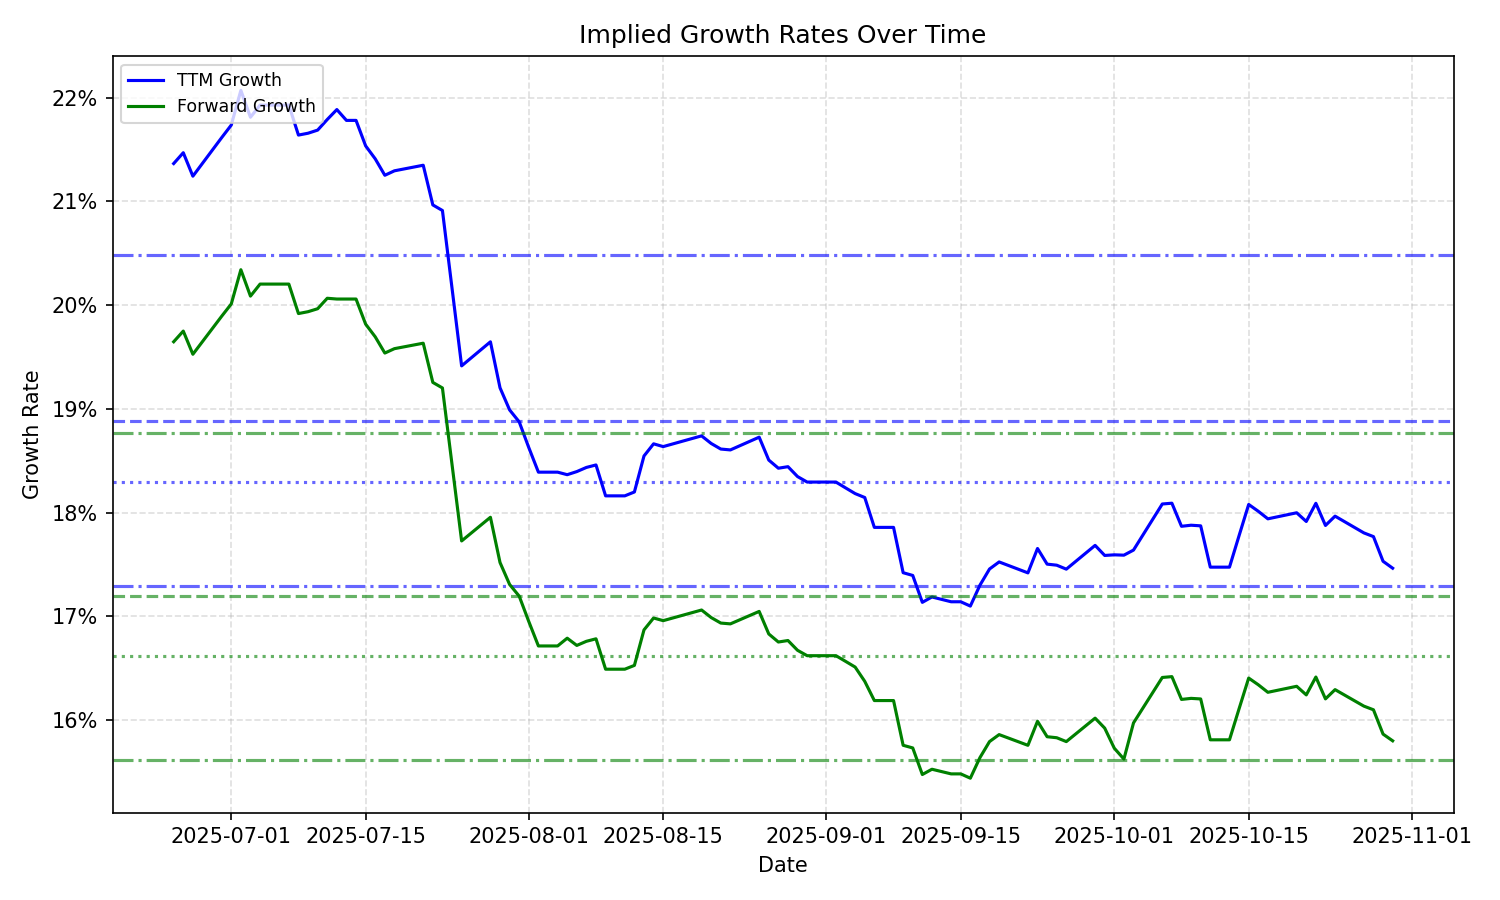 Implied Growth Rates Over Time
TTM Growth
Forward Growth
22%
21%
20%
19%
18%
17%
16%
Growth Rate
2025-07-01 2025-07-15 2025-08-01 2025-08-15 2025-09-01 2025-09-15 2025-10-01 2025-10-15 2025-11-01
Date